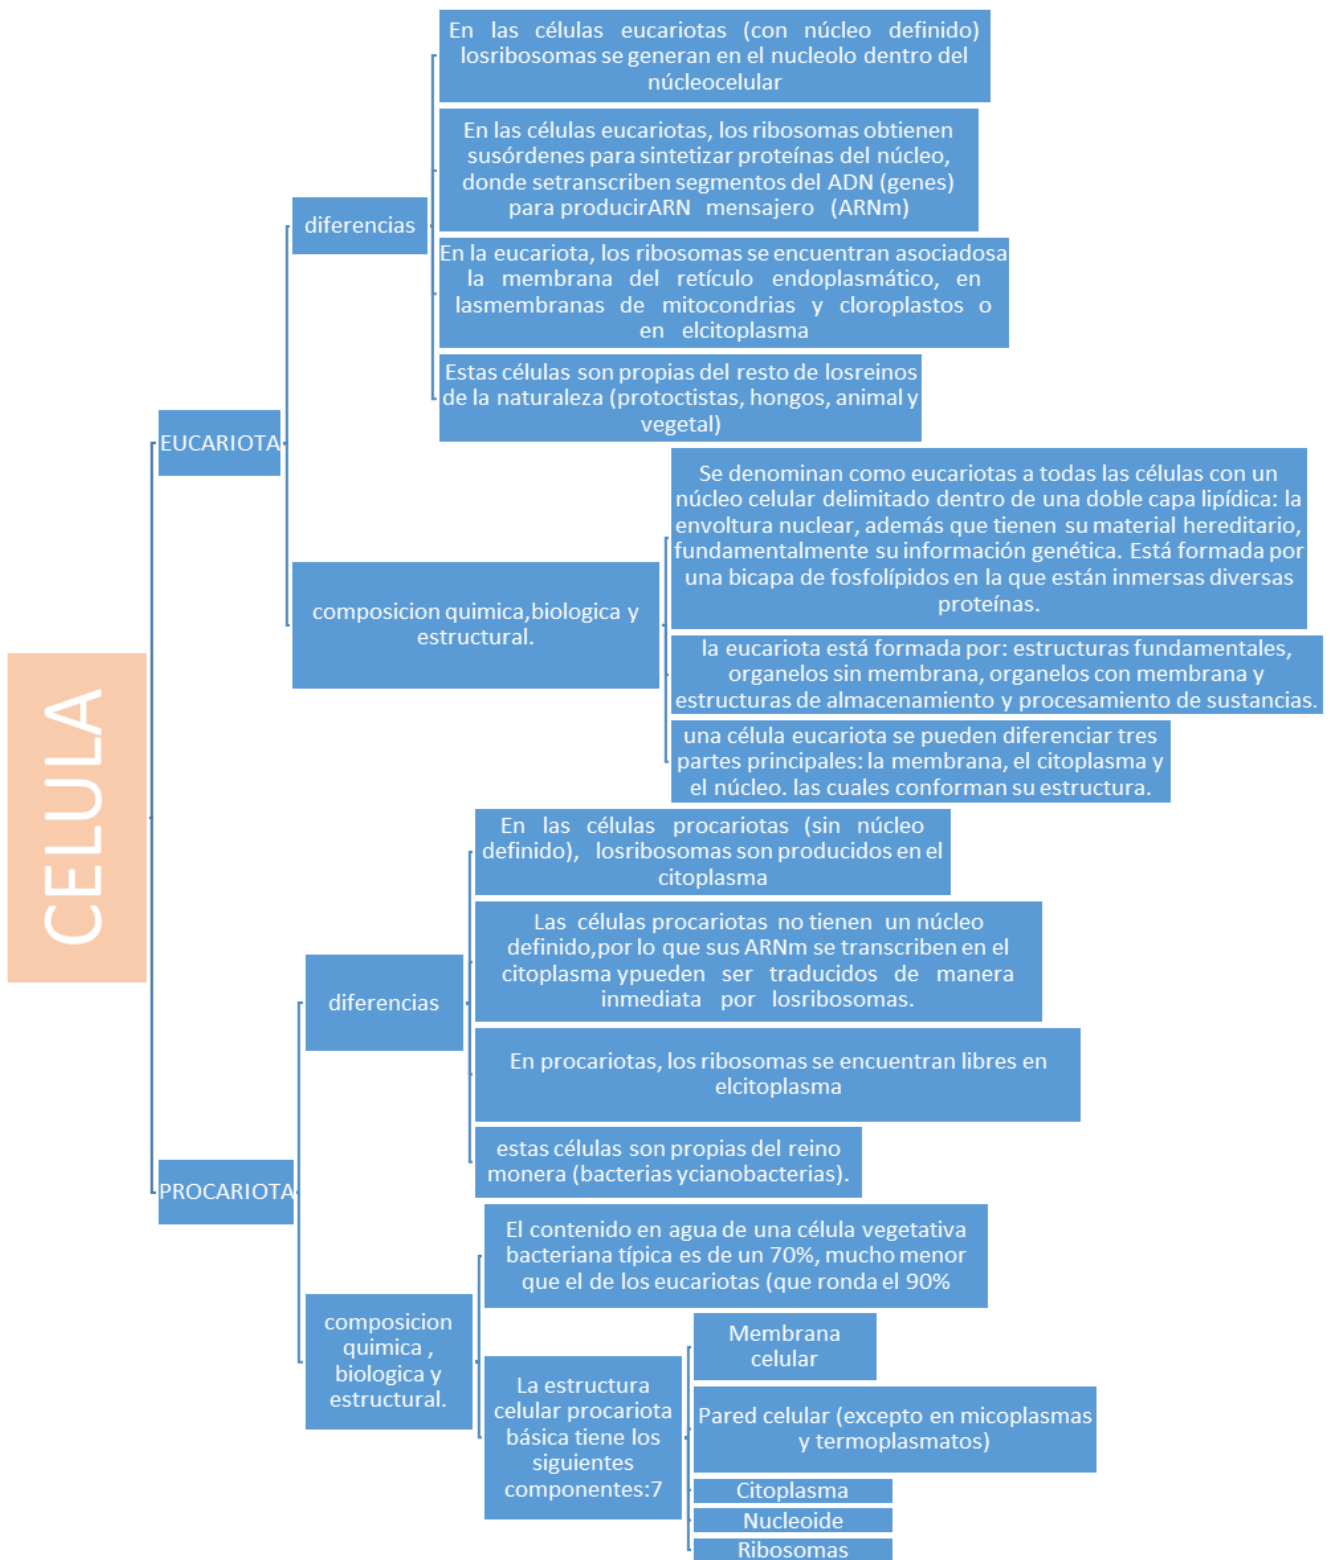 CELULA
EUCARIOTA
diferencias
En las células eucariotas (con núcleo definido)
losribosomas se generan en el nucleolo dentro del
núcleocelular
En las células eucariotas, los ribosomas obtienen
susórdenes para sintetizar proteínas del núcleo,
donde setranscriben segmentos del ADN (genes)
para producirARN mensajero (ARNm)
En la eucariota, los ribosomas se encuentran asociadosa
la membrana del retículo endoplasmático, en
lasmembranas de mitocondrias y cloroplastos o
en elcitoplasma
Estas células son propias del resto de losreinos
de la naturaleza (protoctistas, hongos, animal y
vegetal)
composicion quimica,biologica y
estructural.
Se denominan como eucariotas a todas las células con un
núcleo celular delimitado dentro de una doble capa lipídica: la
envoltura nuclear, además que tienen su material hereditario,
fundamentalmente su información genética. Está formada por
una bicapa de fosfolípidos en la que están inmersas diversas
proteínas.
la eucariota está formada por: estructuras fundamentales,
organelos sin membrana, organelos con membrana y
estructuras de almacenamiento y procesamiento de sustancias.
una célula eucariota se pueden diferenciar tres
partes principales: la membrana, el citoplasma y
el núcleo. las cuales conforman su estructura.
PROCARIOTA
diferencias
En las células procariotas (sin núcleo
definido), losribosomas son producidos en el
citoplasma
Las células procariotas no tienen un núcleo
definido,por lo que sus ARNm se transcriben en el
citoplasma ypueden ser traducidos de manera
inmediata por losribosomas.
En procariotas, los ribosomas se encuentran libres en
elcitoplasma
estas células son propias del reino
monera (bacterias ycianobacterias).
composicion
quimica ,
biologica y
estructural.
El contenido en agua de una célula vegetativa
bacteriana típica es de un 70%, mucho menor
que el de los eucariotas (que ronda el 90%
La estructura
celular procariota
básica tiene los
siguientes
componentes:7
Membrana
celular
Pared celular (excepto en micoplasmas
y termoplasmatos)
Citoplasma
Nucleoide
Ribosomas